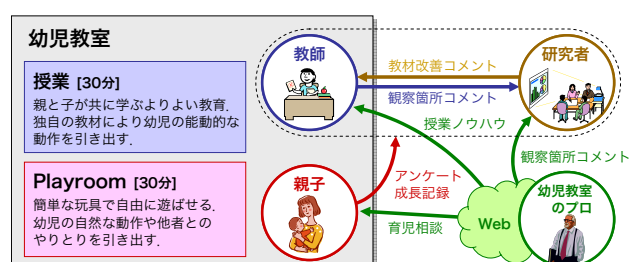 幼児教室
授業 [30分]
親と子が共に学ぶよりよい教育.
独自の教材により幼児の能動的な
動作を引き出す.
Playroom [30分]
簡単な玩具で自由に遊ばせる.
幼児の自然な動作や他者との
やりとりを引き出す.
教師
研究者
教材改善コメント
観察箇所コメント
授業ノウハウ
観察箇所コメント
親子
アンケート
成長記録
育児相談
Web
幼児教室
のプロ